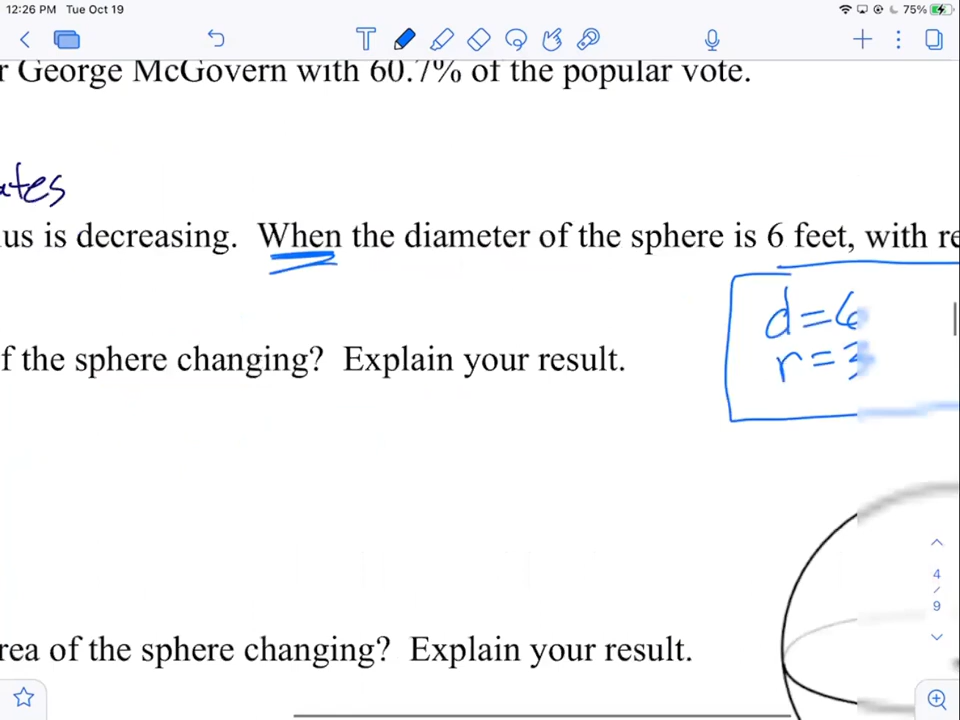 12:26 PM Tue Oct 19
75%
T
r George McGovern with 60.7% of the popular vote.
ates
us is decreasing. When the diameter of the sphere is 6 feet, with re
d=6
r=3
f the sphere changing? Explain your result.
4
/
9
rea of the sphere changing? Explain your result.